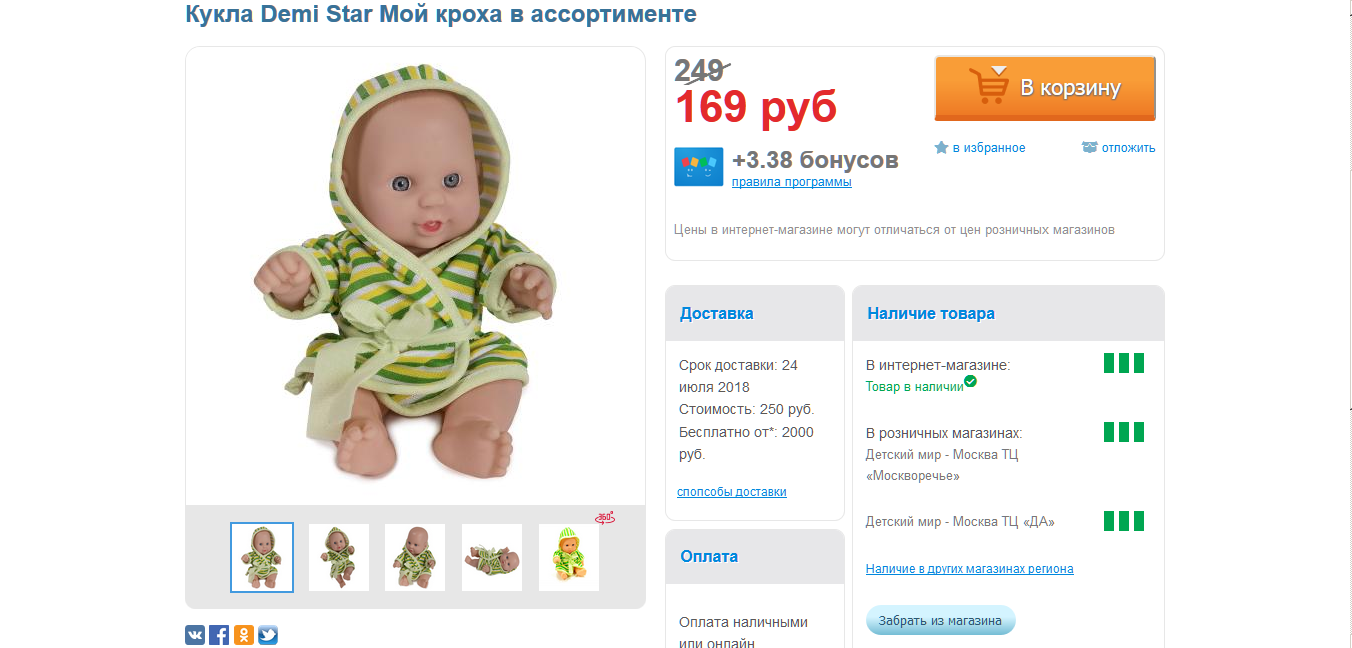 Кукла Demi Star Мой кроха в ассортименте
249
169 руб
В корзину
в избранное
отложить
+3.38 бонусов
правила программы
Цены в интернет-магазине могут отличаться от цен розничных магазинов
360°
Доставка
Срок доставки: 24
июля 2018
Стоимость: 250 руб.
Бесплатно от*: 2000
руб.
спопсобы доставки
Оплата
Оплата наличными
или онлайн
Наличие товара
В интернет-магазине:
Товар в наличии
В розничных магазинах:
Детский мир - Москва ТЦ
«Москворечье»
Детский мир - Москва ТЦ «ДА»
Наличие в других магазинах региона
Забрать из магазина